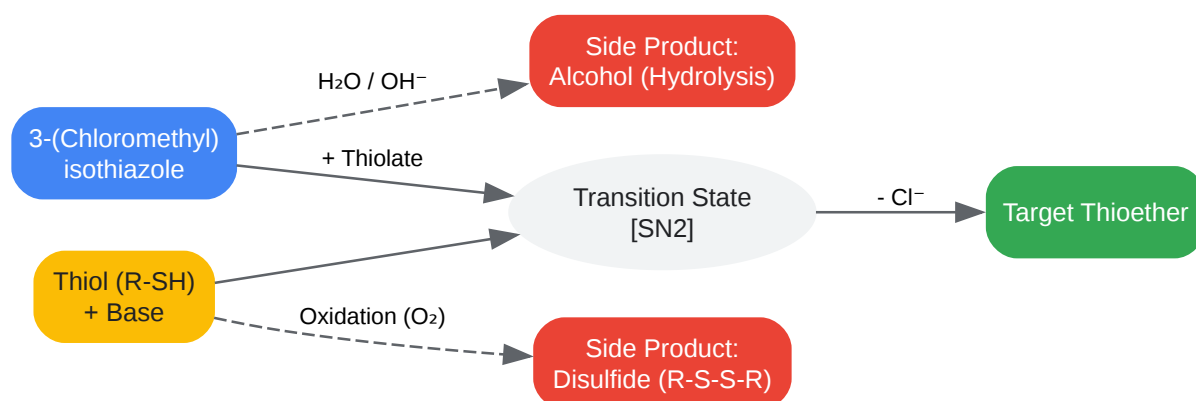 Side Product:
Alcohol (Hydrolysis)
H₂O / OH⁻
3-(Chloromethyl)
isothiazole
+ Thiolate
Transition State
[SN2]
- Cl⁻
Target Thioether
Thiol (R-SH)
+ Base
Oxidation (O₂)
Side Product:
Disulfide (R-S-S-R)